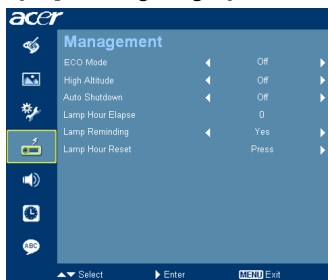 acer
Management
ECO Mode Off
High Altitude Off
Auto Shutdown Off
Lamp Hour Elapse 0
Lamp Reminding Yes
Lamp Hour Reset Press
ABC
Select Enter MENU Exit